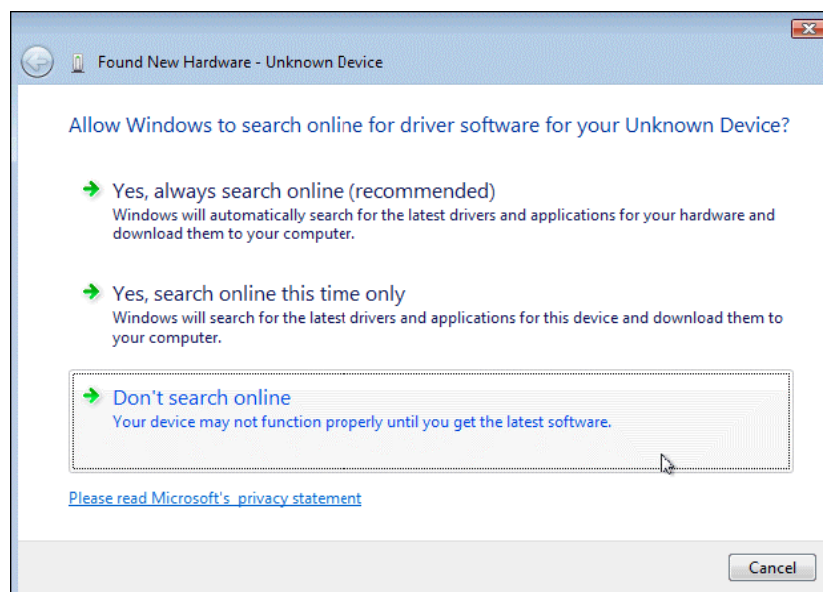 Found New Hardware - Unknown Device
Allow Windows to search online for driver software for your Unknown Device?
Yes, always search online (recommended)
Windows will automatically search for the latest drivers and applications for your hardware and
download them to your computer.
Yes, search online this time only
Windows will search for the latest drivers and applications for this device and download them to
your computer.
Don't search online
Your device may not function properly until you get the latest software.
Please read Microsoft's privacy statement
Cancel